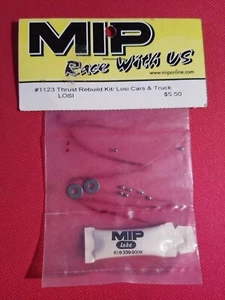 MIP
Race With US
www.miponline.com
#1123 Thrust Rebuild Kit/ Losi Cars & Truck
LOSI $5.50
MIP
lube